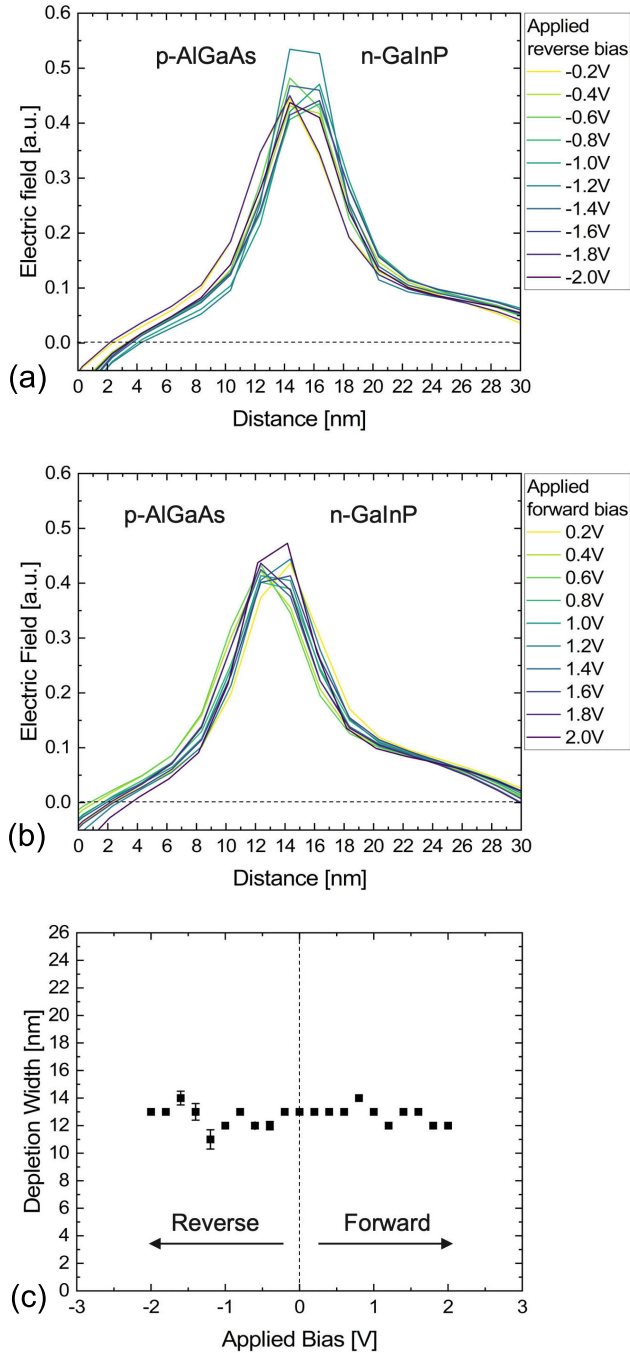 0.6
0.5
0.4
0.3
0.2
0.1
0.0
Electric field [a.u.]
p-AlGaAs
n-GaInP
0 2 4 6 8 10 12 14 16 18 20 22 24 26 28 30
Distance [nm]
(a)
Applied
reverse bias
-0.2V
-0.4V
-0.6V
-0.8V
-1.0V
-1.2V
-1.4V
-1.6V
-1.8V
-2.0V
0.6
0.5
0.4
0.3
0.2
0.1
0.0
Electric Field [a.u.]
p-AlGaAs
n-GaInP
0 2 4 6 8 10 12 14 16 18 20 22 24 26 28 30
Distance [nm]
(b)
Applied
forward bias
0.2V
0.4V
0.6V
0.8V
1.0V
1.2V
1.4V
1.6V
1.8V
2.0V
26
24
22
20
18
16
14
12
10
8
6
4
2
0
Depletion Width [nm]
Reverse
Forward
-3 -2 -1 0 1 2 3
Applied Bias [V]
(c)